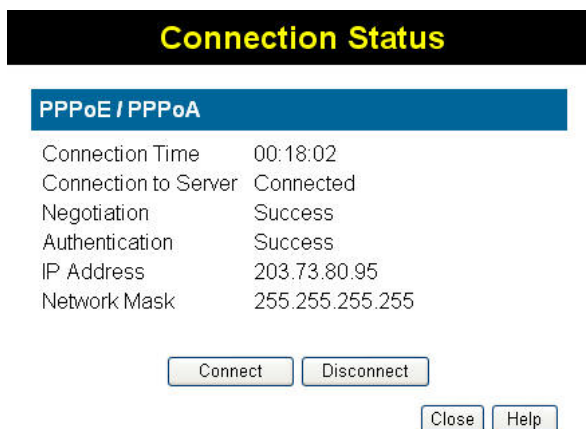 Connection Status
PPPoE / PPPoA
Connection Time 00:18:02
Connection to Server Connected
Negotiation Success
Authentication Success
IP Address 203.73.80.95
Network Mask 255.255.255.255
Connect Disconnect
Close Help